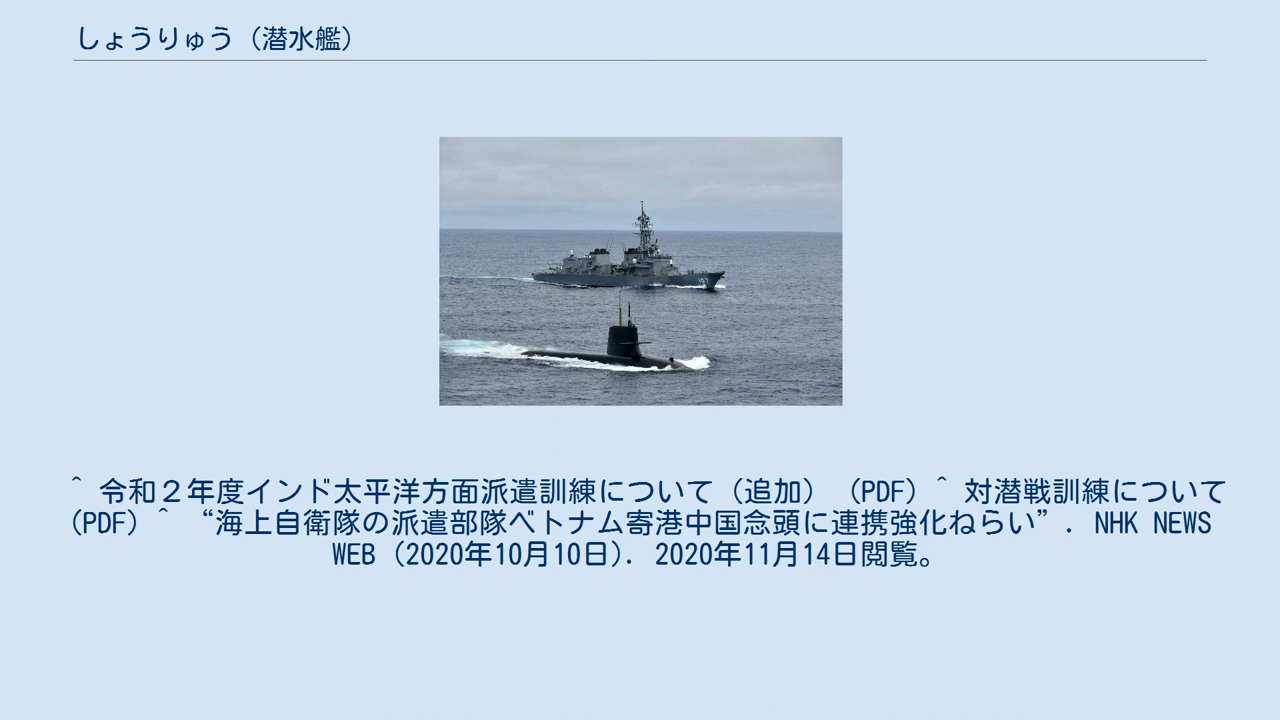 しょうりゅう（潜水艦）
107
^ 令和２年度インド太平洋方面派遣訓練について（追加）（PDF）^ 対潜戦訓練について
(PDF）^ “海上自衛隊の派遣部隊ベトナム寄港中国念頭に連携強化ねらい”. NHK NEWS
WEB (2020年10月10日). 2020年11月14日閲覧。